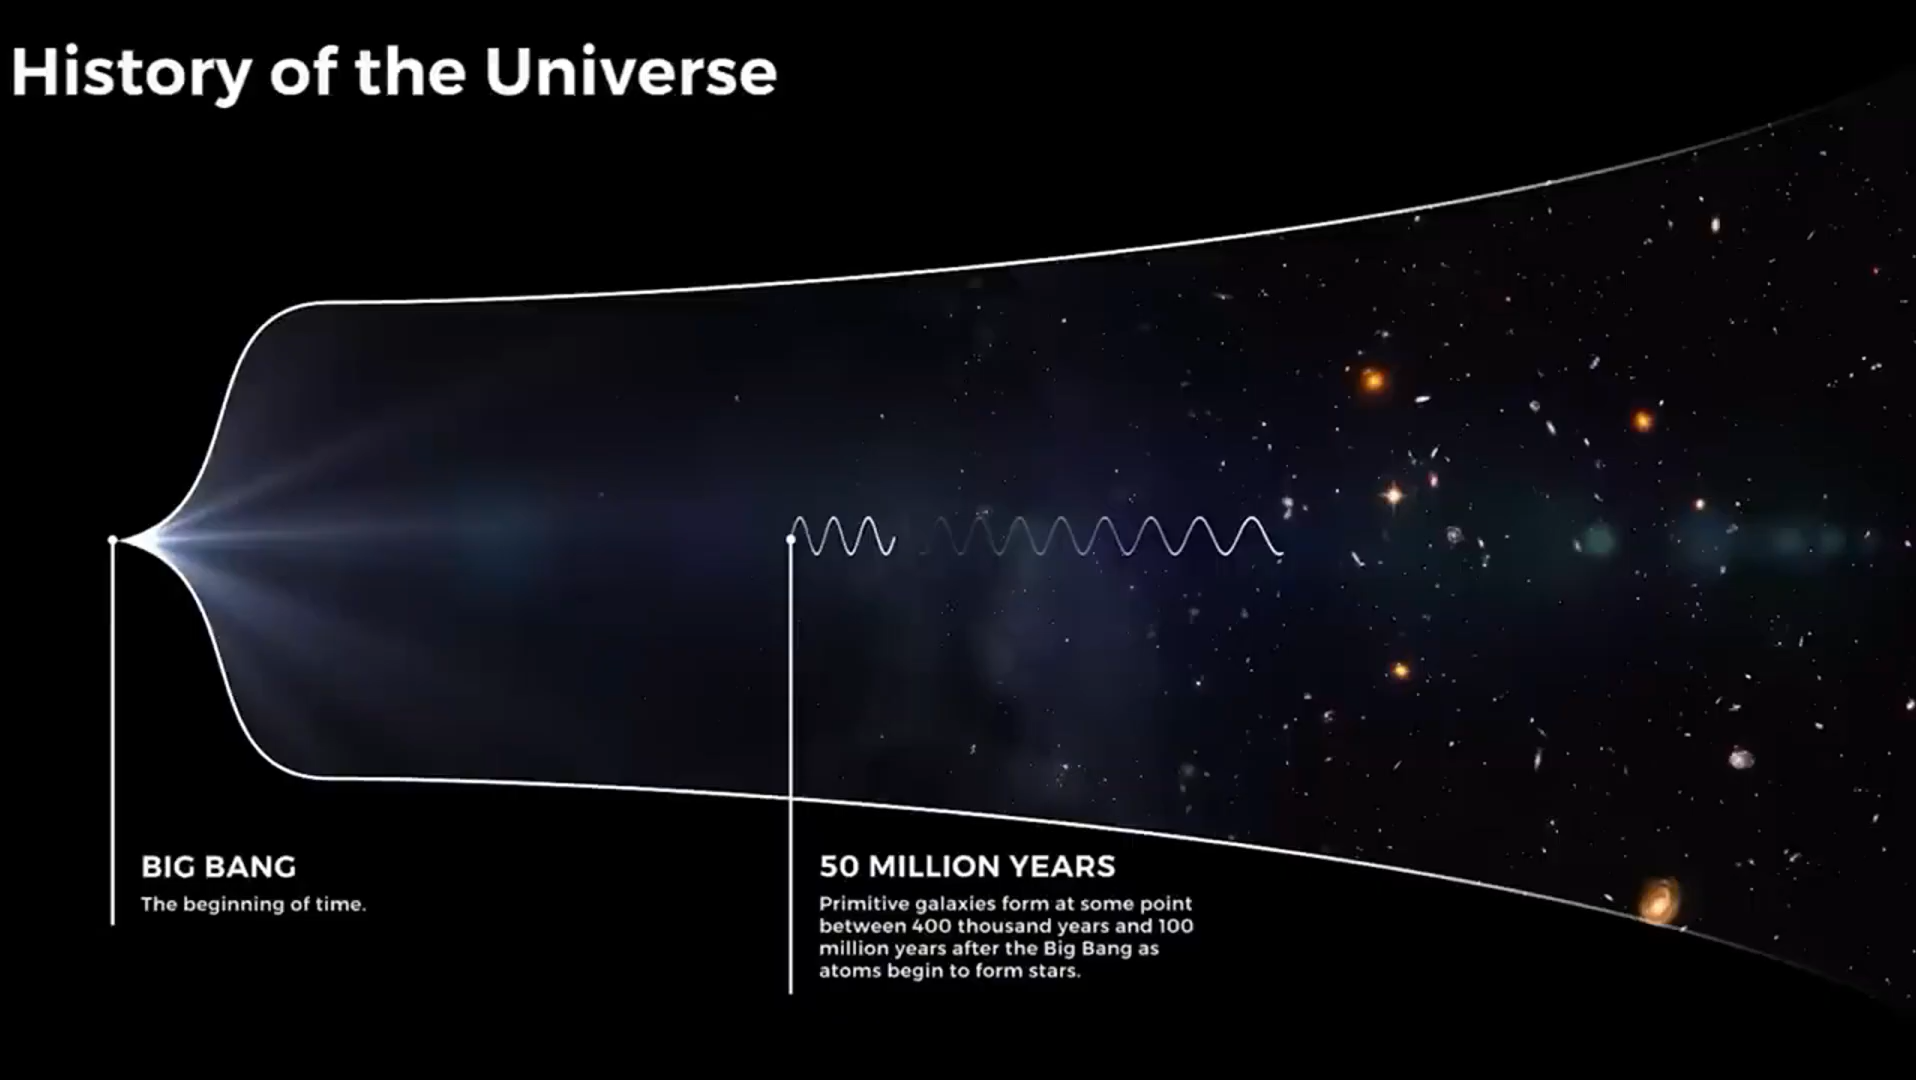 History of the Universe
BIG BANG
The beginning of time.
50 MILLION YEARS
Primitive galaxies form at some point
between 400 thousand years and 100
million years after the Big Bang as
atoms begin to form stars.